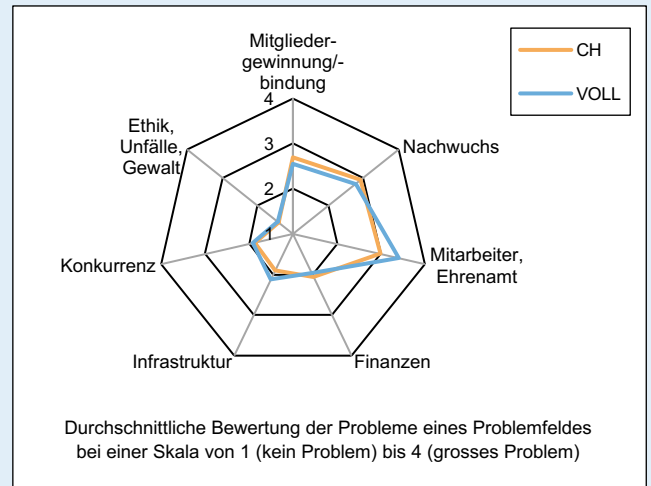 Mitglieder-
gewinnung/-
bindung
CH
VOLL
4
3
2
1
Ethik,
Unfälle,
Gewalt
Nachwuchs
Konkurrenz
Mitarbeiter,
Ehrenamt
Infrastruktur
Finanzen
Durchschnittliche Bewertung der Probleme eines Problemfeldes
bei einer Skala von 1 (kein Problem) bis 4 (grosses Problem)